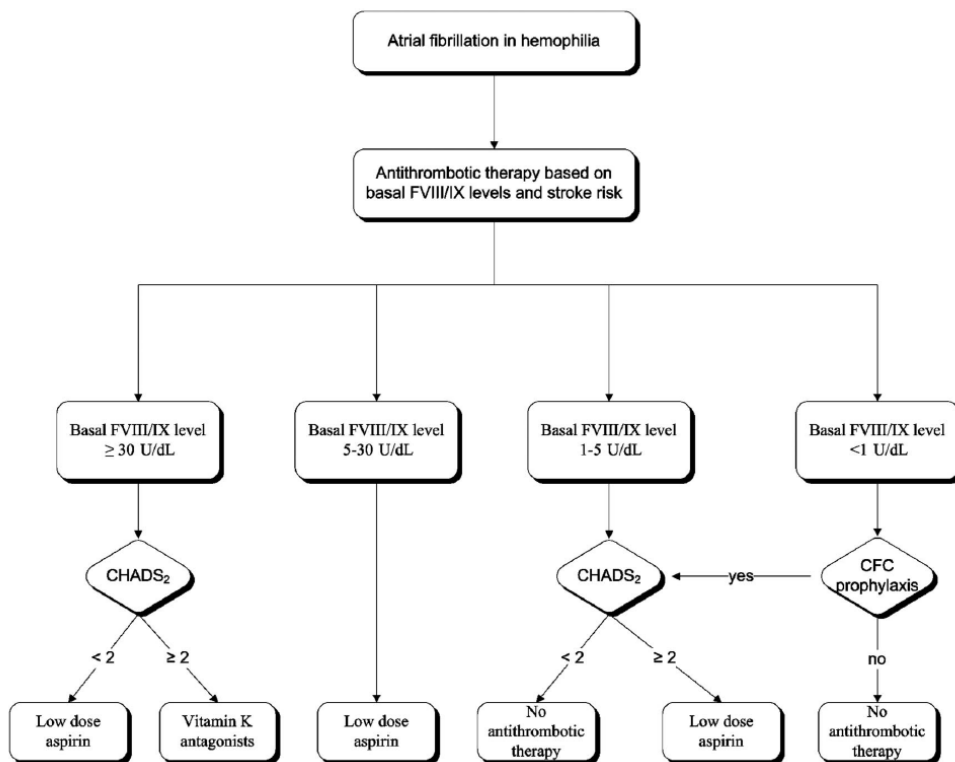 Atrial fibrillation in hemophilia
Antithrombotic therapy based on
basal FVIII/IX levels and stroke risk
Basal FVIII/IX level
≥ 30 U/dL
Basal FVIII/IX level
5-30 U/dL
Basal FVIII/IX level
1-5 U/dL
Basal FVIII/IX level
<1 U/dL
CHADS₂
CHADS₂
yes
CFC
prophylaxis
< 2
≥ 2
< 2
≥ 2
no
Low dose
aspirin
Vitamin K
antagonists
Low dose
aspirin
No
antithrombotic
therapy
Low dose
aspirin
No
antithrombotic
therapy